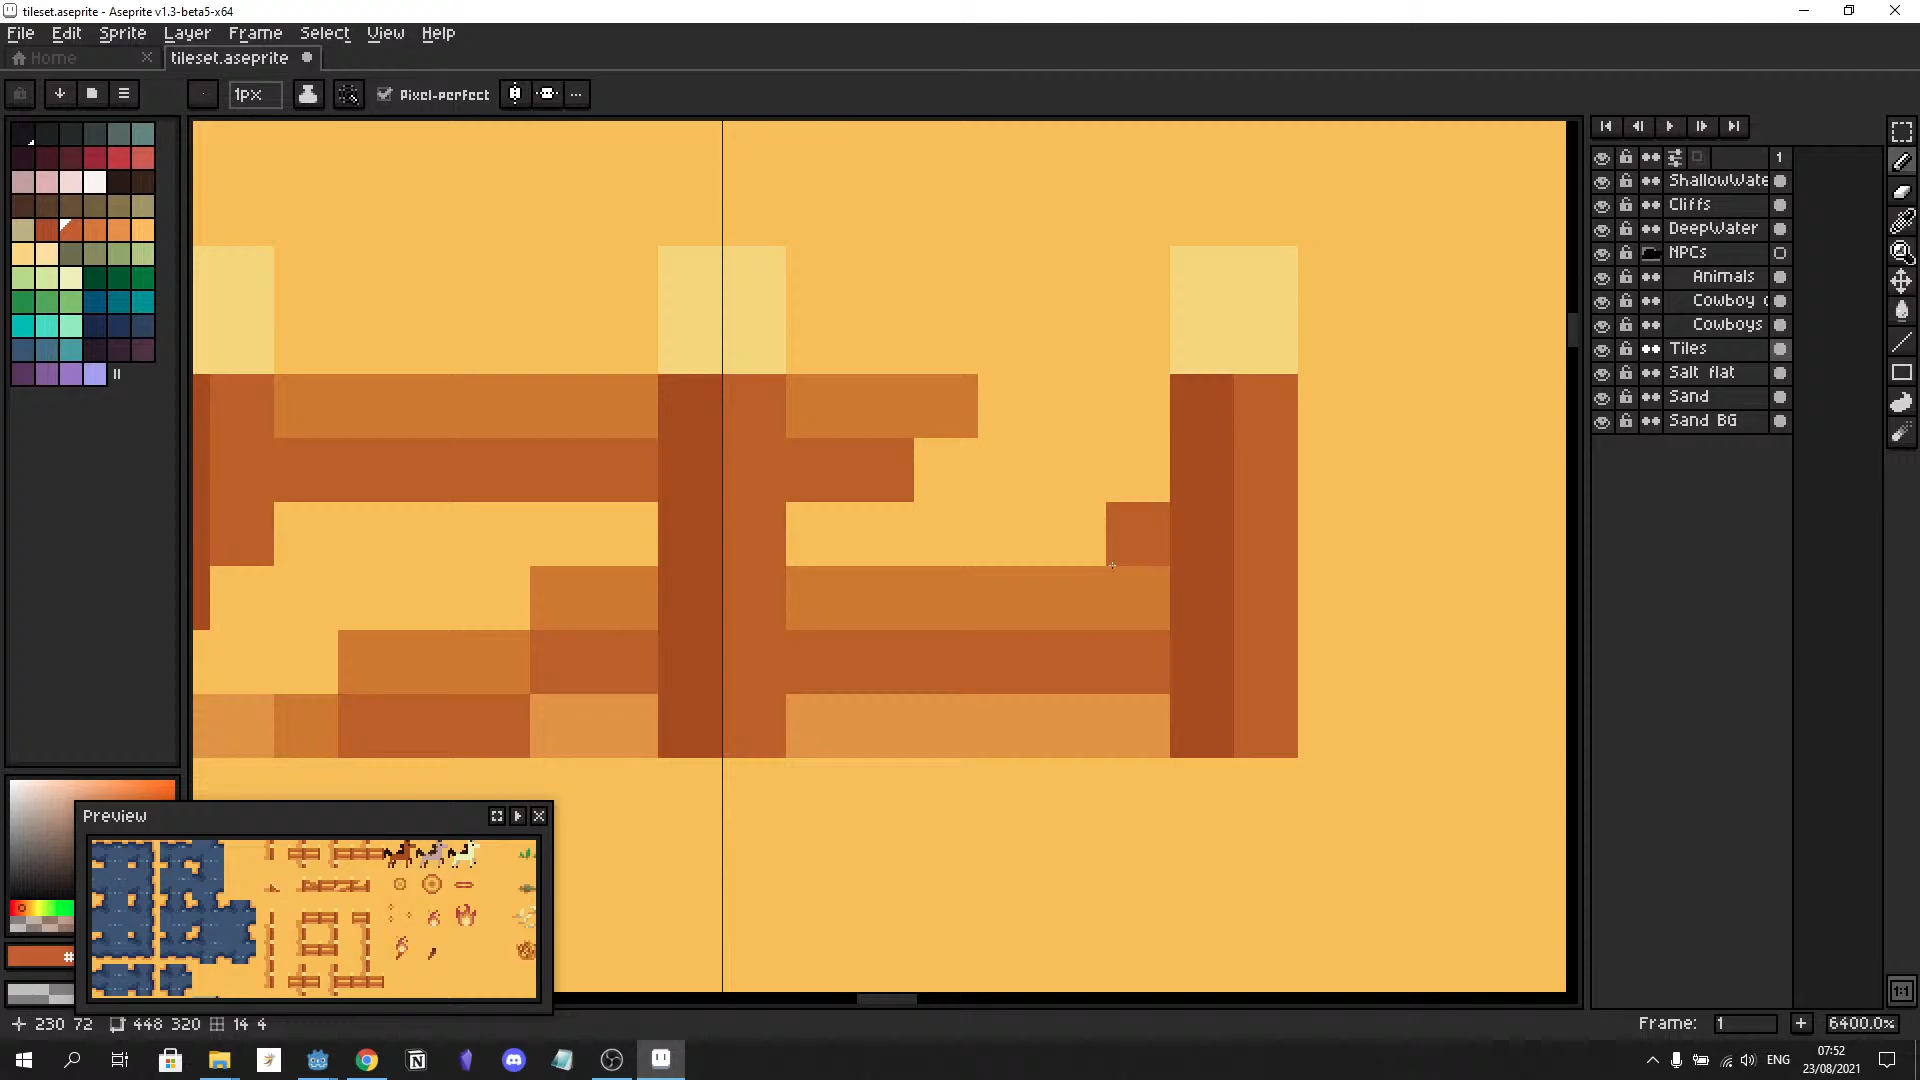 tileset.aseprite - Aseprite v1.3-beta5-x64
File Edit Sprite Layer Frame Select View Help
Home tileset.aseprite
1px Pixel-perfect ...
1
ShallowWate
Cliffs
DeepWater
NPCs
Animals
Cowboy
Cowboys
Tiles
Salt flat
Sand
Sand BG
Preview
#
1:1
230 72 448 320 14 4 Frame: 1 + 6400.0%
ENG 07:52
23/08/2021